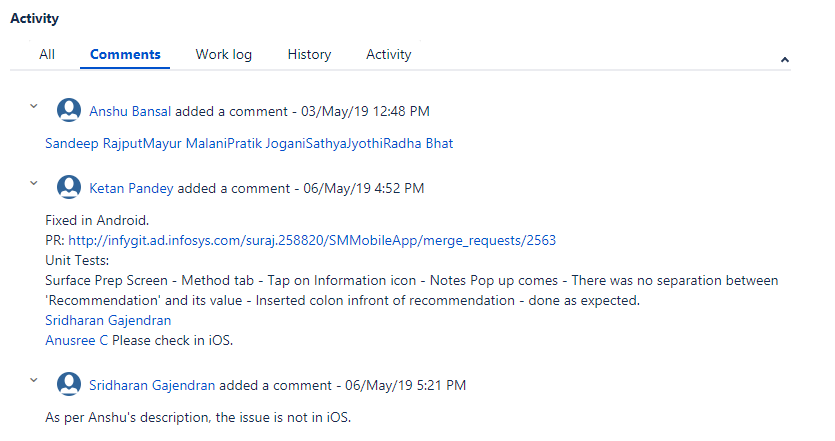 Activity
All Comments Work log History Activity
Anshu Bansal added a comment - 03/May/19 12:48 PM
Sandeep RajputMayur MalaniPratik JoganiSathyaJyothiRadha Bhat
Ketan Pandey added a comment - 06/May/19 4:52 PM
Fixed in Android.
PR: http://infygit.ad.infosys.com/suraj.258820/SMMobileApp/merge_requests/2563
Unit Tests:
Surface Prep Screen - Method tab - Tap on Information icon - Notes Pop up comes - There was no separation between
'Recommendation' and its value - Inserted colon infront of recommendation - done as expected.
Sridharan Gajendran
Anusree C Please check in iOS.
Sridharan Gajendran added a comment - 06/May/19 5:21 PM
As per Anshu's description, the issue is not in iOS.